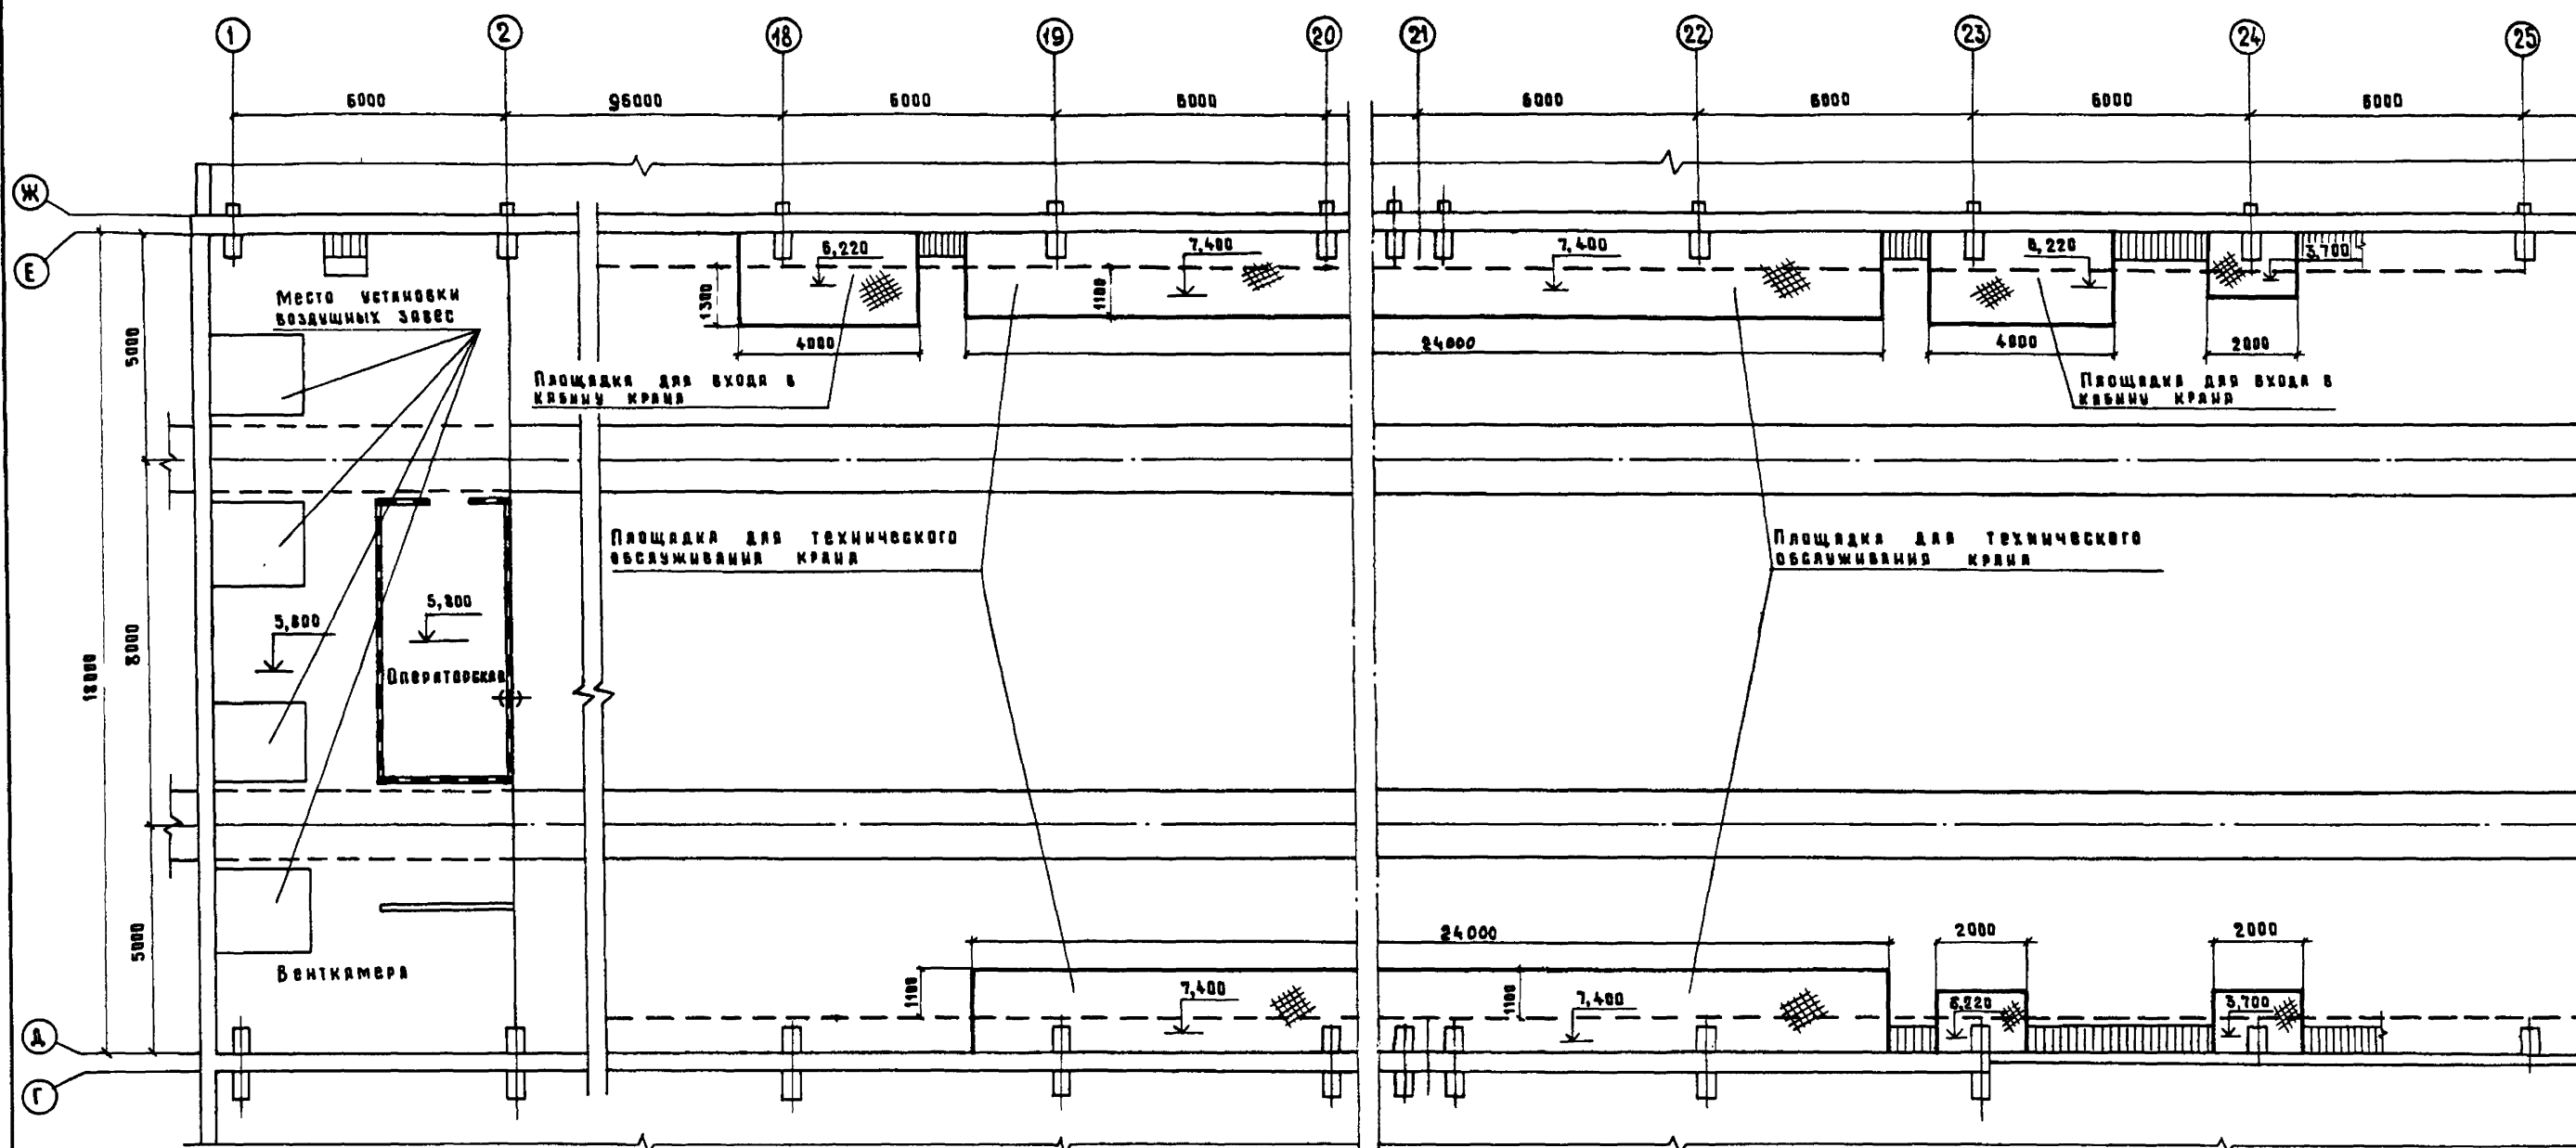 1 2 18 19 20 21 22 23 24 25
6000 96000 6000 6000 6000 6000 6000 6000
Ж
Е
6,220 7,400 7,400 6,220 3,700
1300 1100
4000 24000 4000 2000
Место установки
воздушных завес
Площадка для входа в
кабину крана
Площадка для входа в
кабину крана
5000
Площадка для технического
обслуживания крана
Площадка для технического
обслуживания крана
18000 8000
5,800 5,800
Операторская
5000
Венткамера
24000 2000 2000
1100 7,400 1100 7,400 6,220 3,700
Д
Г